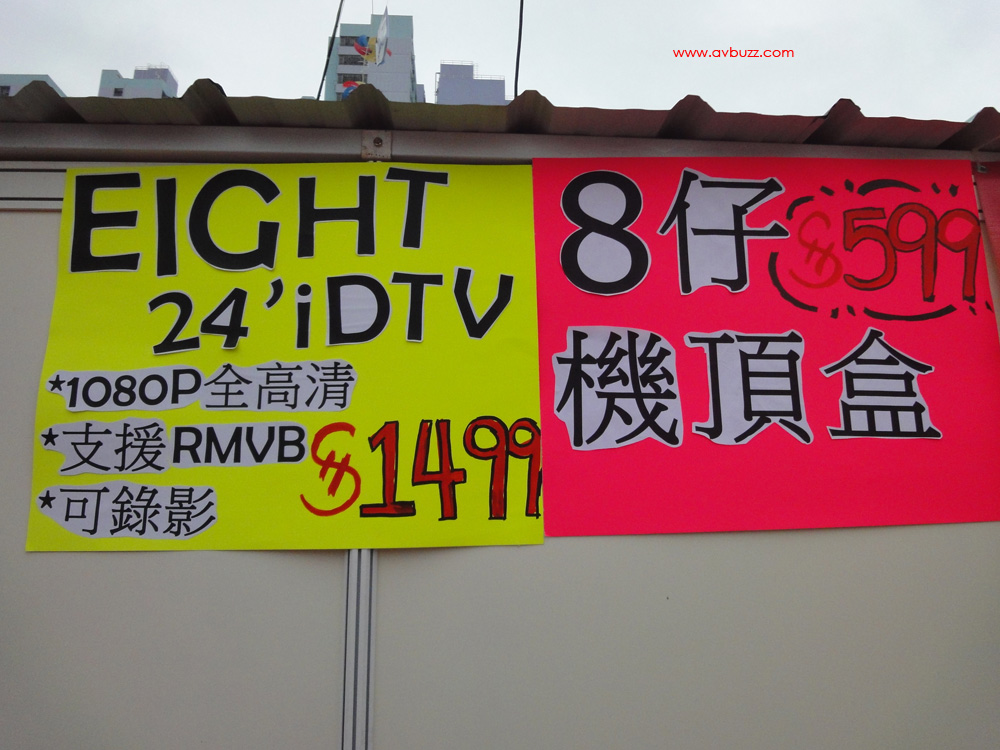 www.avbuzz.com
EIGHT
24'iDTV
*1080P全高清
*支援RMVB
*可錄影
$1499
8仔
$599
機頂盒